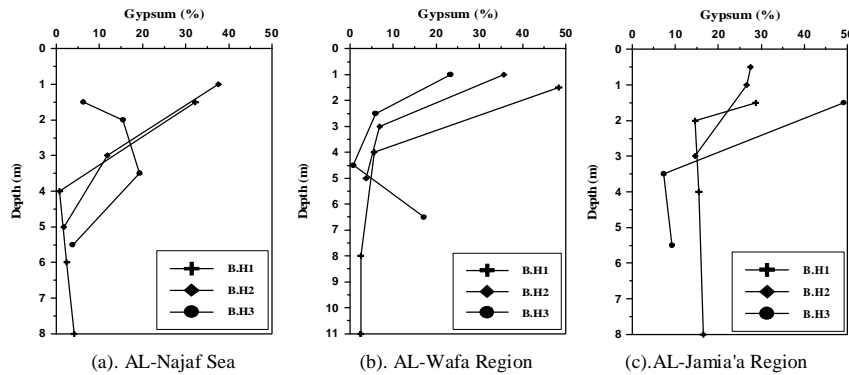 Gypsum (%)
0 10 20 30 40 50
Depth (m)
0
1
2
3
4
5
6
7
8
B.H1
B.H2
B.H3
(a). AL-Najaf Sea
Gypsum (%)
0 10 20 30 40 50
Depth (m)
0
1
2
3
4
5
6
7
8
9
10
11
B.H1
B.H2
B.H3
(b). AL-Wafa Region
Gypsum (%)
0 10 20 30 40 50
Depth (m)
0
1
2
3
4
5
6
7
8
B.H1
B.H2
B.H3
(c).AL-Jamia'a Region